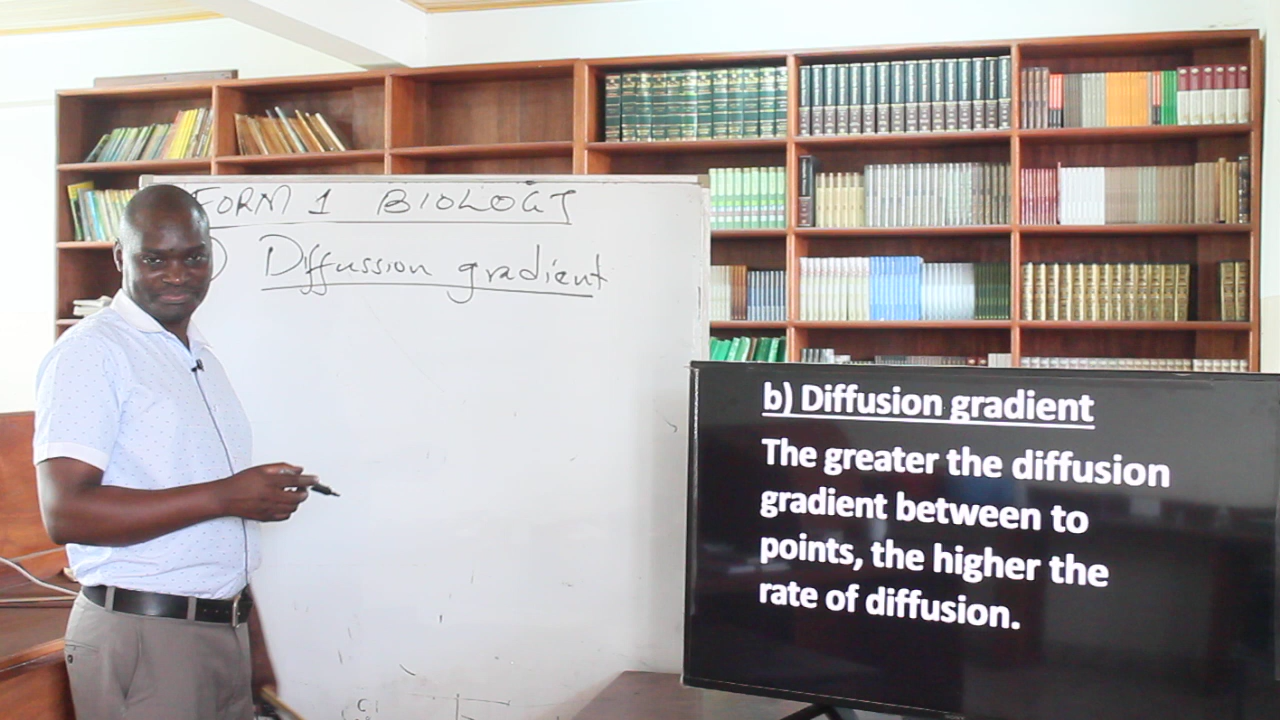 FORM 1 BIOLOGY
) Diffussion gradient
b) Diffusion gradient
The greater the diffusion
gradient between to
points, the higher the
rate of diffusion.